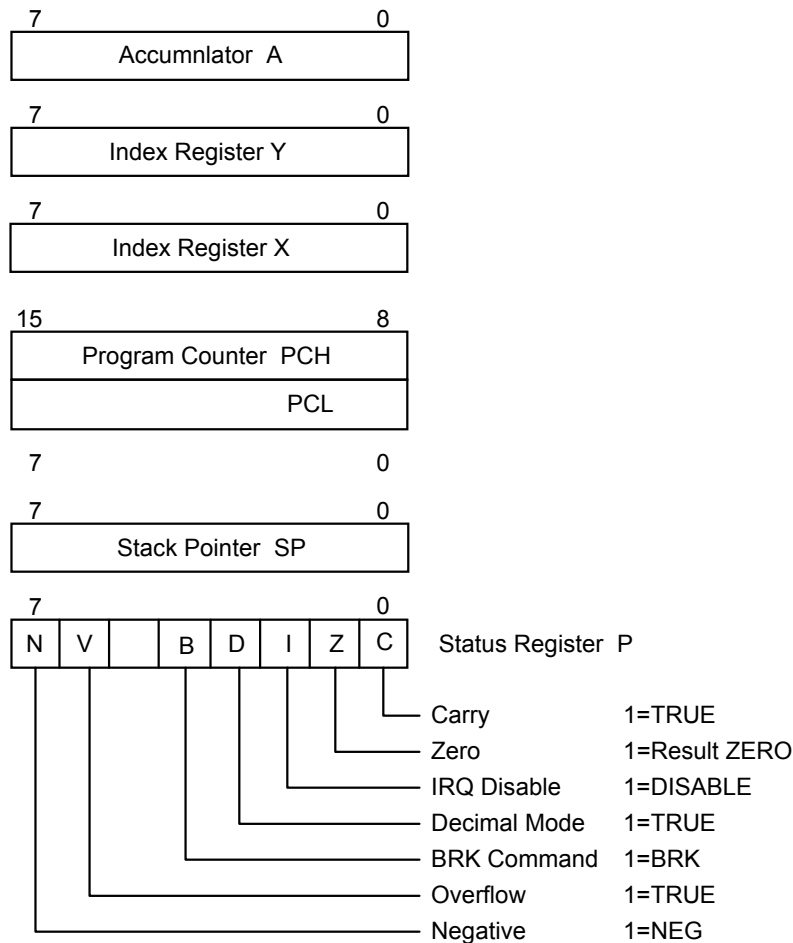 7 0
Accumnlator A
7 0
Index Register Y
7 0
Index Register X
15 8
Program Counter PCH
PCL
7 0
7 0
Stack Pointer SP
7 0
N V B D I Z C Status Register P
Carry 1=TRUE
Zero 1=Result ZERO
IRQ Disable 1=DISABLE
Decimal Mode 1=TRUE
BRK Command 1=BRK
Overflow 1=TRUE
Negative 1=NEG